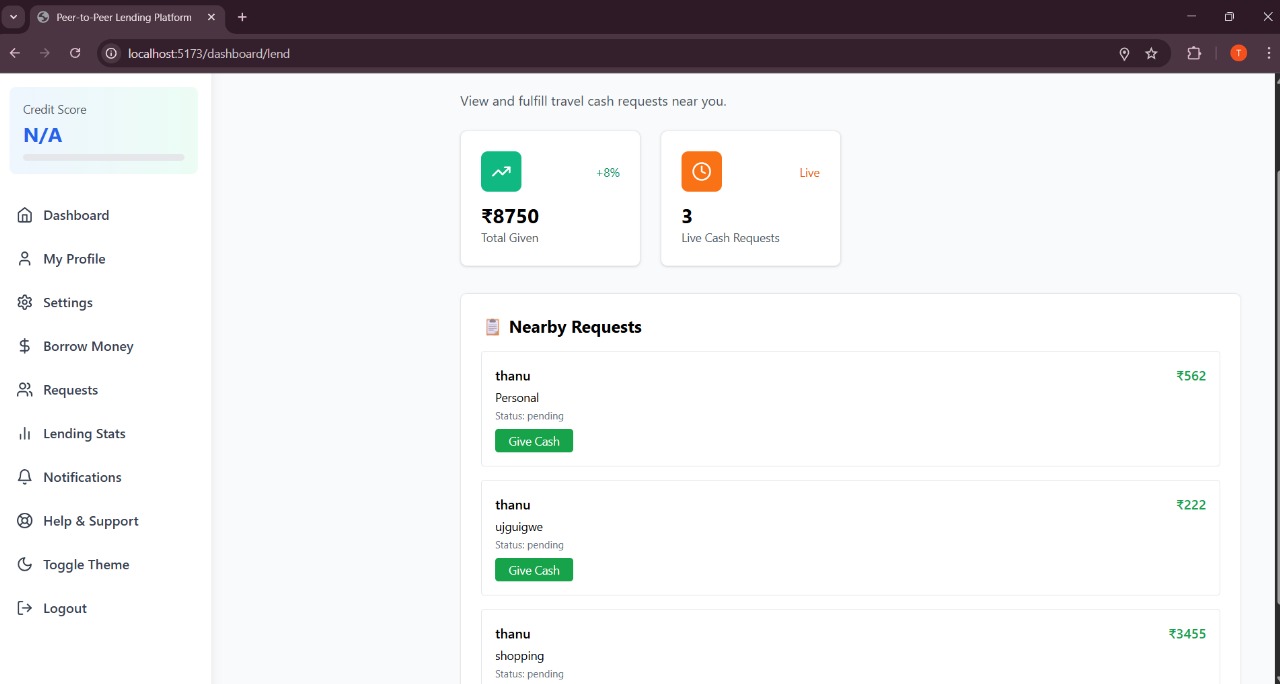 Peer-to-Peer Lending Platform
localhost:5173/dashboard/lend
T
Credit Score
N/A
Dashboard
My Profile
Settings
Borrow Money
Requests
Lending Stats
Notifications
Help & Support
Toggle Theme
Logout
View and fulfill travel cash requests near you.
+8%
₹8750
Total Given
Live
3
Live Cash Requests
Nearby Requests
thanu
₹562
Personal
Status: pending
Give Cash
thanu
₹222
ujguigwe
Status: pending
Give Cash
thanu
₹3455
shopping
Status: pending